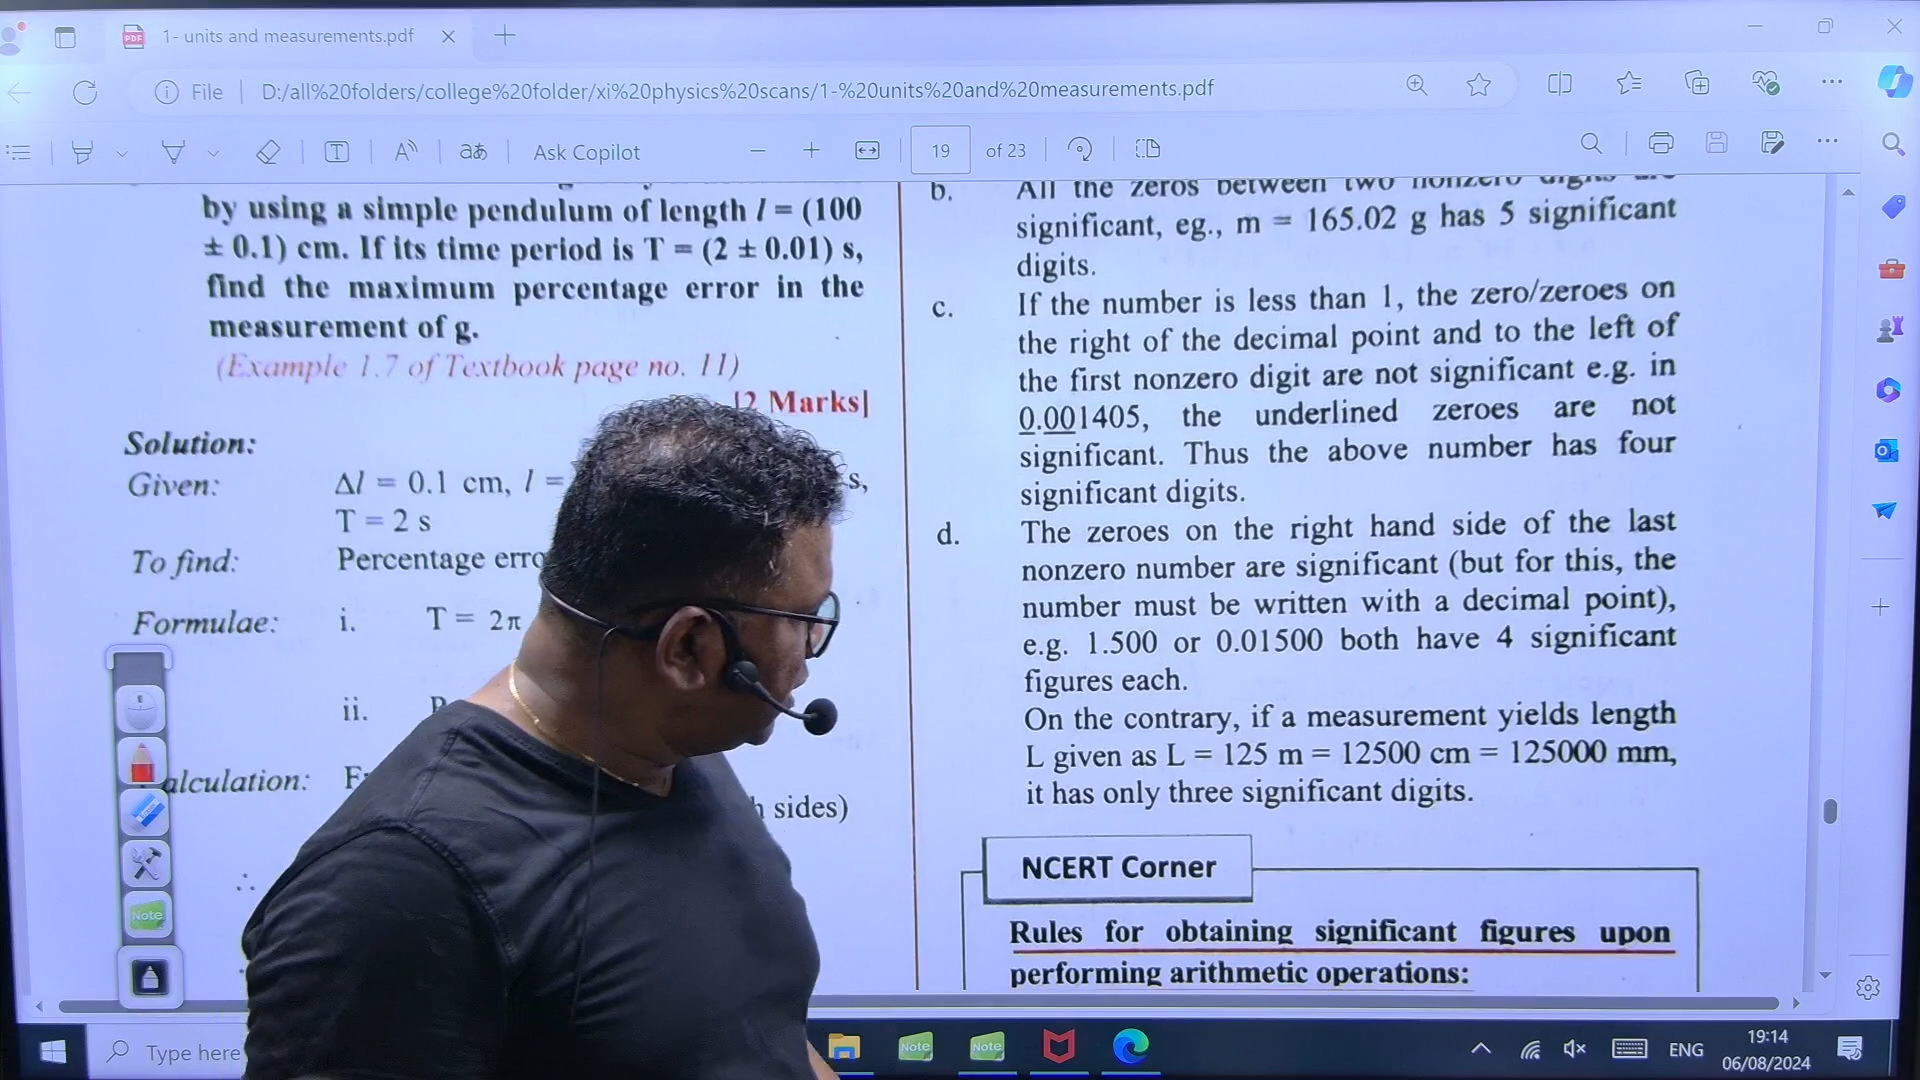 1- units and measurements.pdf
File
D:/all%20folders/college%20folder/xi%20physics%20scans/1-%20units%20and%20measurements.pdf
Ask Copilot
19 of 23
by using a simple pendulum of length l = (100
± 0.1) cm. If its time period is T = (2 ± 0.01) s,
find the maximum percentage error in the
measurement of g.
(Example 1.7 of Textbook page no. 11)
[2 Marks]
Solution:
Given: Δl = 0.1 cm, l = s,
T = 2 s
To find: Percentage
Formulae: i. T = 2π
ii.
alculation:
sides)
∴
b. All the zeros between two nonzero digits are
significant, eg., m = 165.02 g has 5 significant
digits.
c. If the number is less than 1, the zero/zeroes on
the right of the decimal point and to the left of
the first nonzero digit are not significant e.g. in
0.001405, the underlined zeroes are not
significant. Thus the above number has four
significant digits.
d. The zeroes on the right hand side of the last
nonzero number are significant (but for this, the
number must be written with a decimal point),
e.g. 1.500 or 0.01500 both have 4 significant
figures each.
On the contrary, if a measurement yields length
L given as L = 125 m = 12500 cm = 125000 mm,
it has only three significant digits.
NCERT Corner
Rules for obtaining significant figures upon
performing arithmetic operations:
Note
Type here
Note
Note
ENG
19:14
06/08/2024